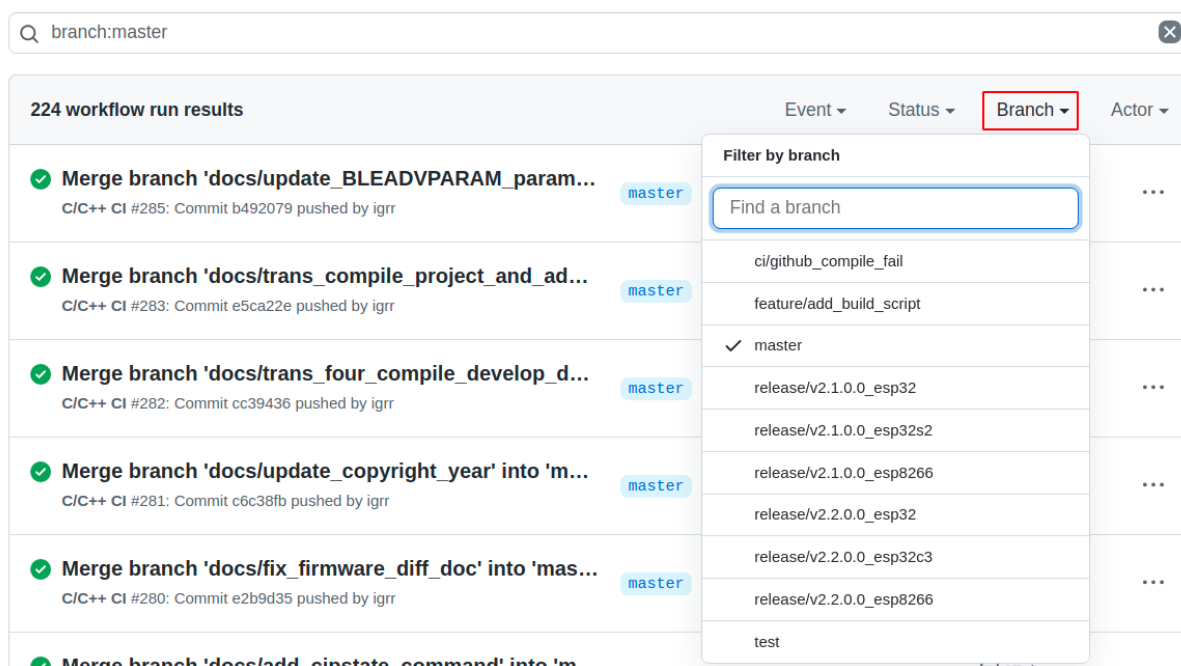 branch:master
224 workflow run results
Event
Status
Branch
Actor
Filter by branch
Find a branch
ci/github_compile_fail
feature/add_build_script
master
release/v2.1.0.0_esp32
release/v2.1.0.0_esp32s2
release/v2.1.0.0_esp8266
release/v2.2.0.0_esp32
release/v2.2.0.0_esp32c3
release/v2.2.0.0_esp8266
test
Merge branch 'docs/update_BLEADVPARAM_param...
C/C++ CI #285: Commit b492079 pushed by igrr
master
Merge branch 'docs/trans_compile_project_and_ad...
C/C++ CI #283: Commit e5ca22e pushed by igrr
master
Merge branch 'docs/trans_four_compile_develop_d...
C/C++ CI #282: Commit cc39436 pushed by igrr
master
Merge branch 'docs/update_copyright_year' into 'm...
C/C++ CI #281: Commit c6c38fb pushed by igrr
master
Merge branch 'docs/fix_firmware_diff_doc' into 'mas...
C/C++ CI #280: Commit e2b9d35 pushed by igrr
master
Merge branch 'docs/add_cipstate_command' into 'm...